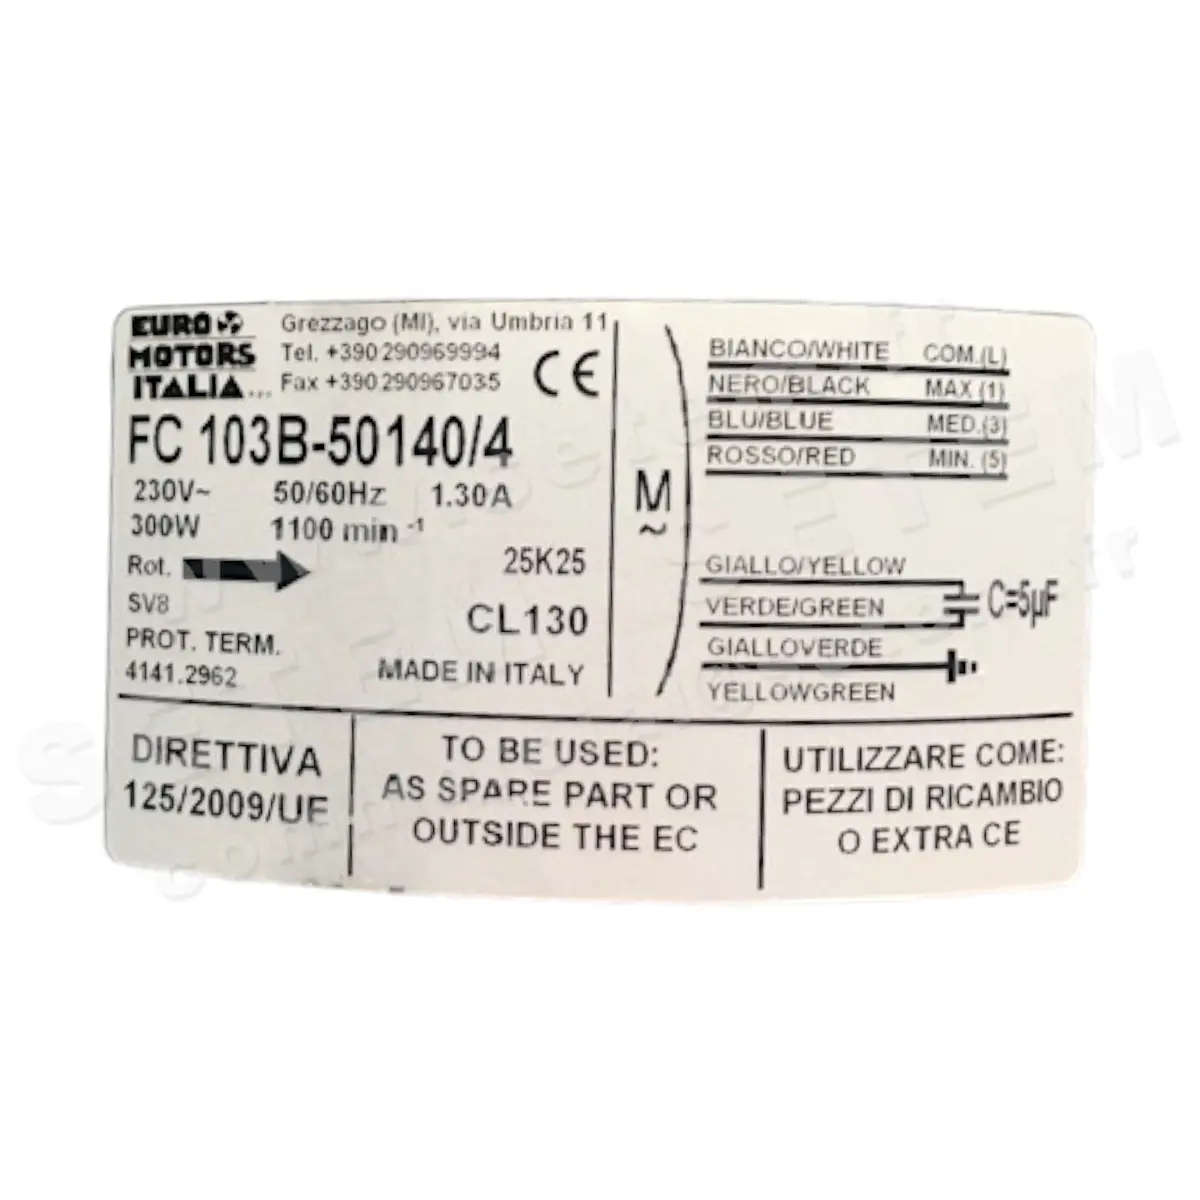 EURO
MOTORS
ITALIA
Grezzago (MI), via Umbria 11
Tel. +390290969994
Fax +390290967035
CE
FC 103B-50140/4
230V~ 50/60Hz 1.30A
300W 1100 min -1
Rot.
25K25
SV8
CL130
PROT. TERM.
4141.2962
MADE IN ITALY
M
~
BIANCO/WHITE COM.(L)
NERO/BLACK MAX (1)
BLU/BLUE MED.(3)
ROSSO/RED MIN. (5)
GIALLO/YELLOW
C=5µF
VERDE/GREEN
GIALLOVERDE
YELLOWGREEN
DIRETTIVA
125/2009/UE
TO BE USED:
AS SPARE PART OR
OUTSIDE THE EC
UTILIZZARE COME:
PEZZI DI RICAMBIO
O EXTRA CE